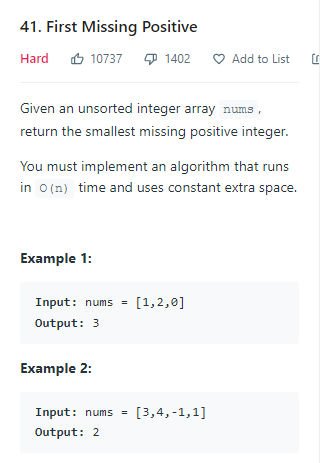 41. First Missing Positive
Hard 10737 1402 Add to List
Given an unsorted integer array nums ,
return the smallest missing positive integer.
You must implement an algorithm that runs
in O(n) time and uses constant extra space.
Example 1:
Input: nums = [1,2,0]
Output: 3
Example 2:
Input: nums = [3,4,-1,1]
Output: 2